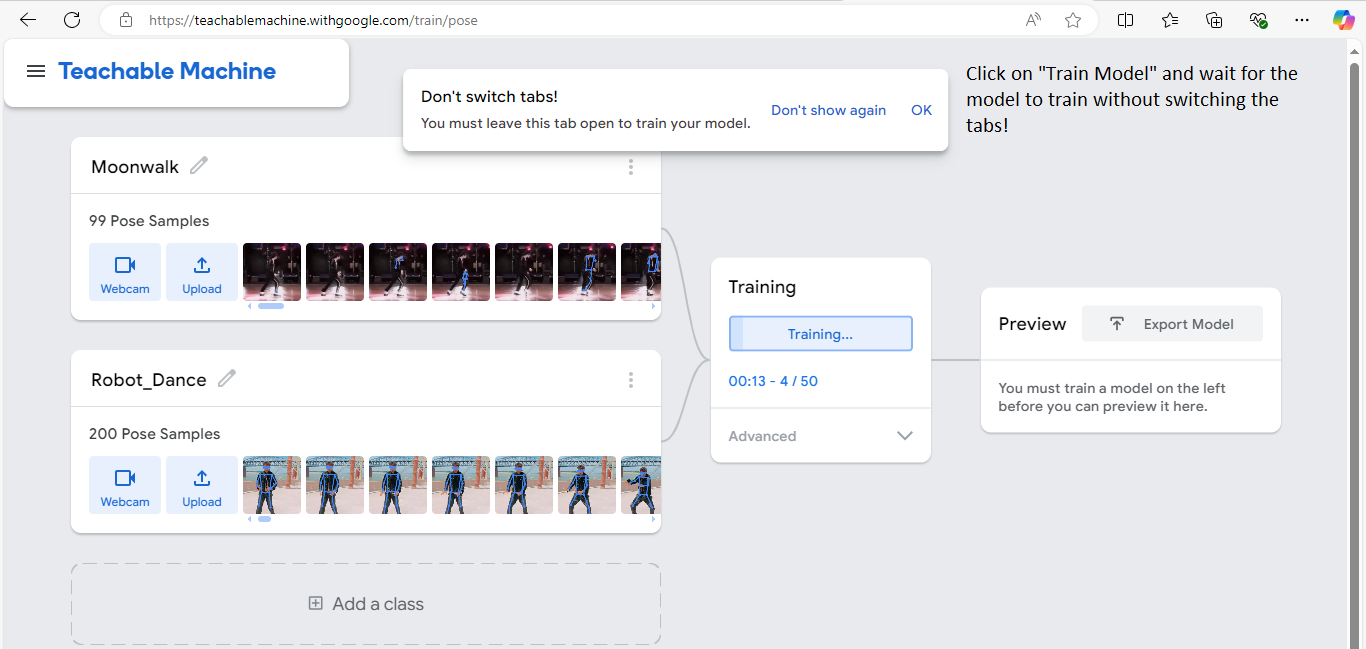 https://teachablemachine.withgoogle.com/train/pose
Teachable Machine
Don't switch tabs!
You must leave this tab open to train your model.
Don't show again
OK
Click on "Train Model" and wait for the
model to train without switching the
tabs!
Moonwalk
99 Pose Samples
Webcam
Upload
Robot_Dance
200 Pose Samples
Webcam
Upload
Add a class
Training
Training...
00:13 - 4 / 50
Advanced
Preview
Export Model
You must train a model on the left
before you can preview it here.